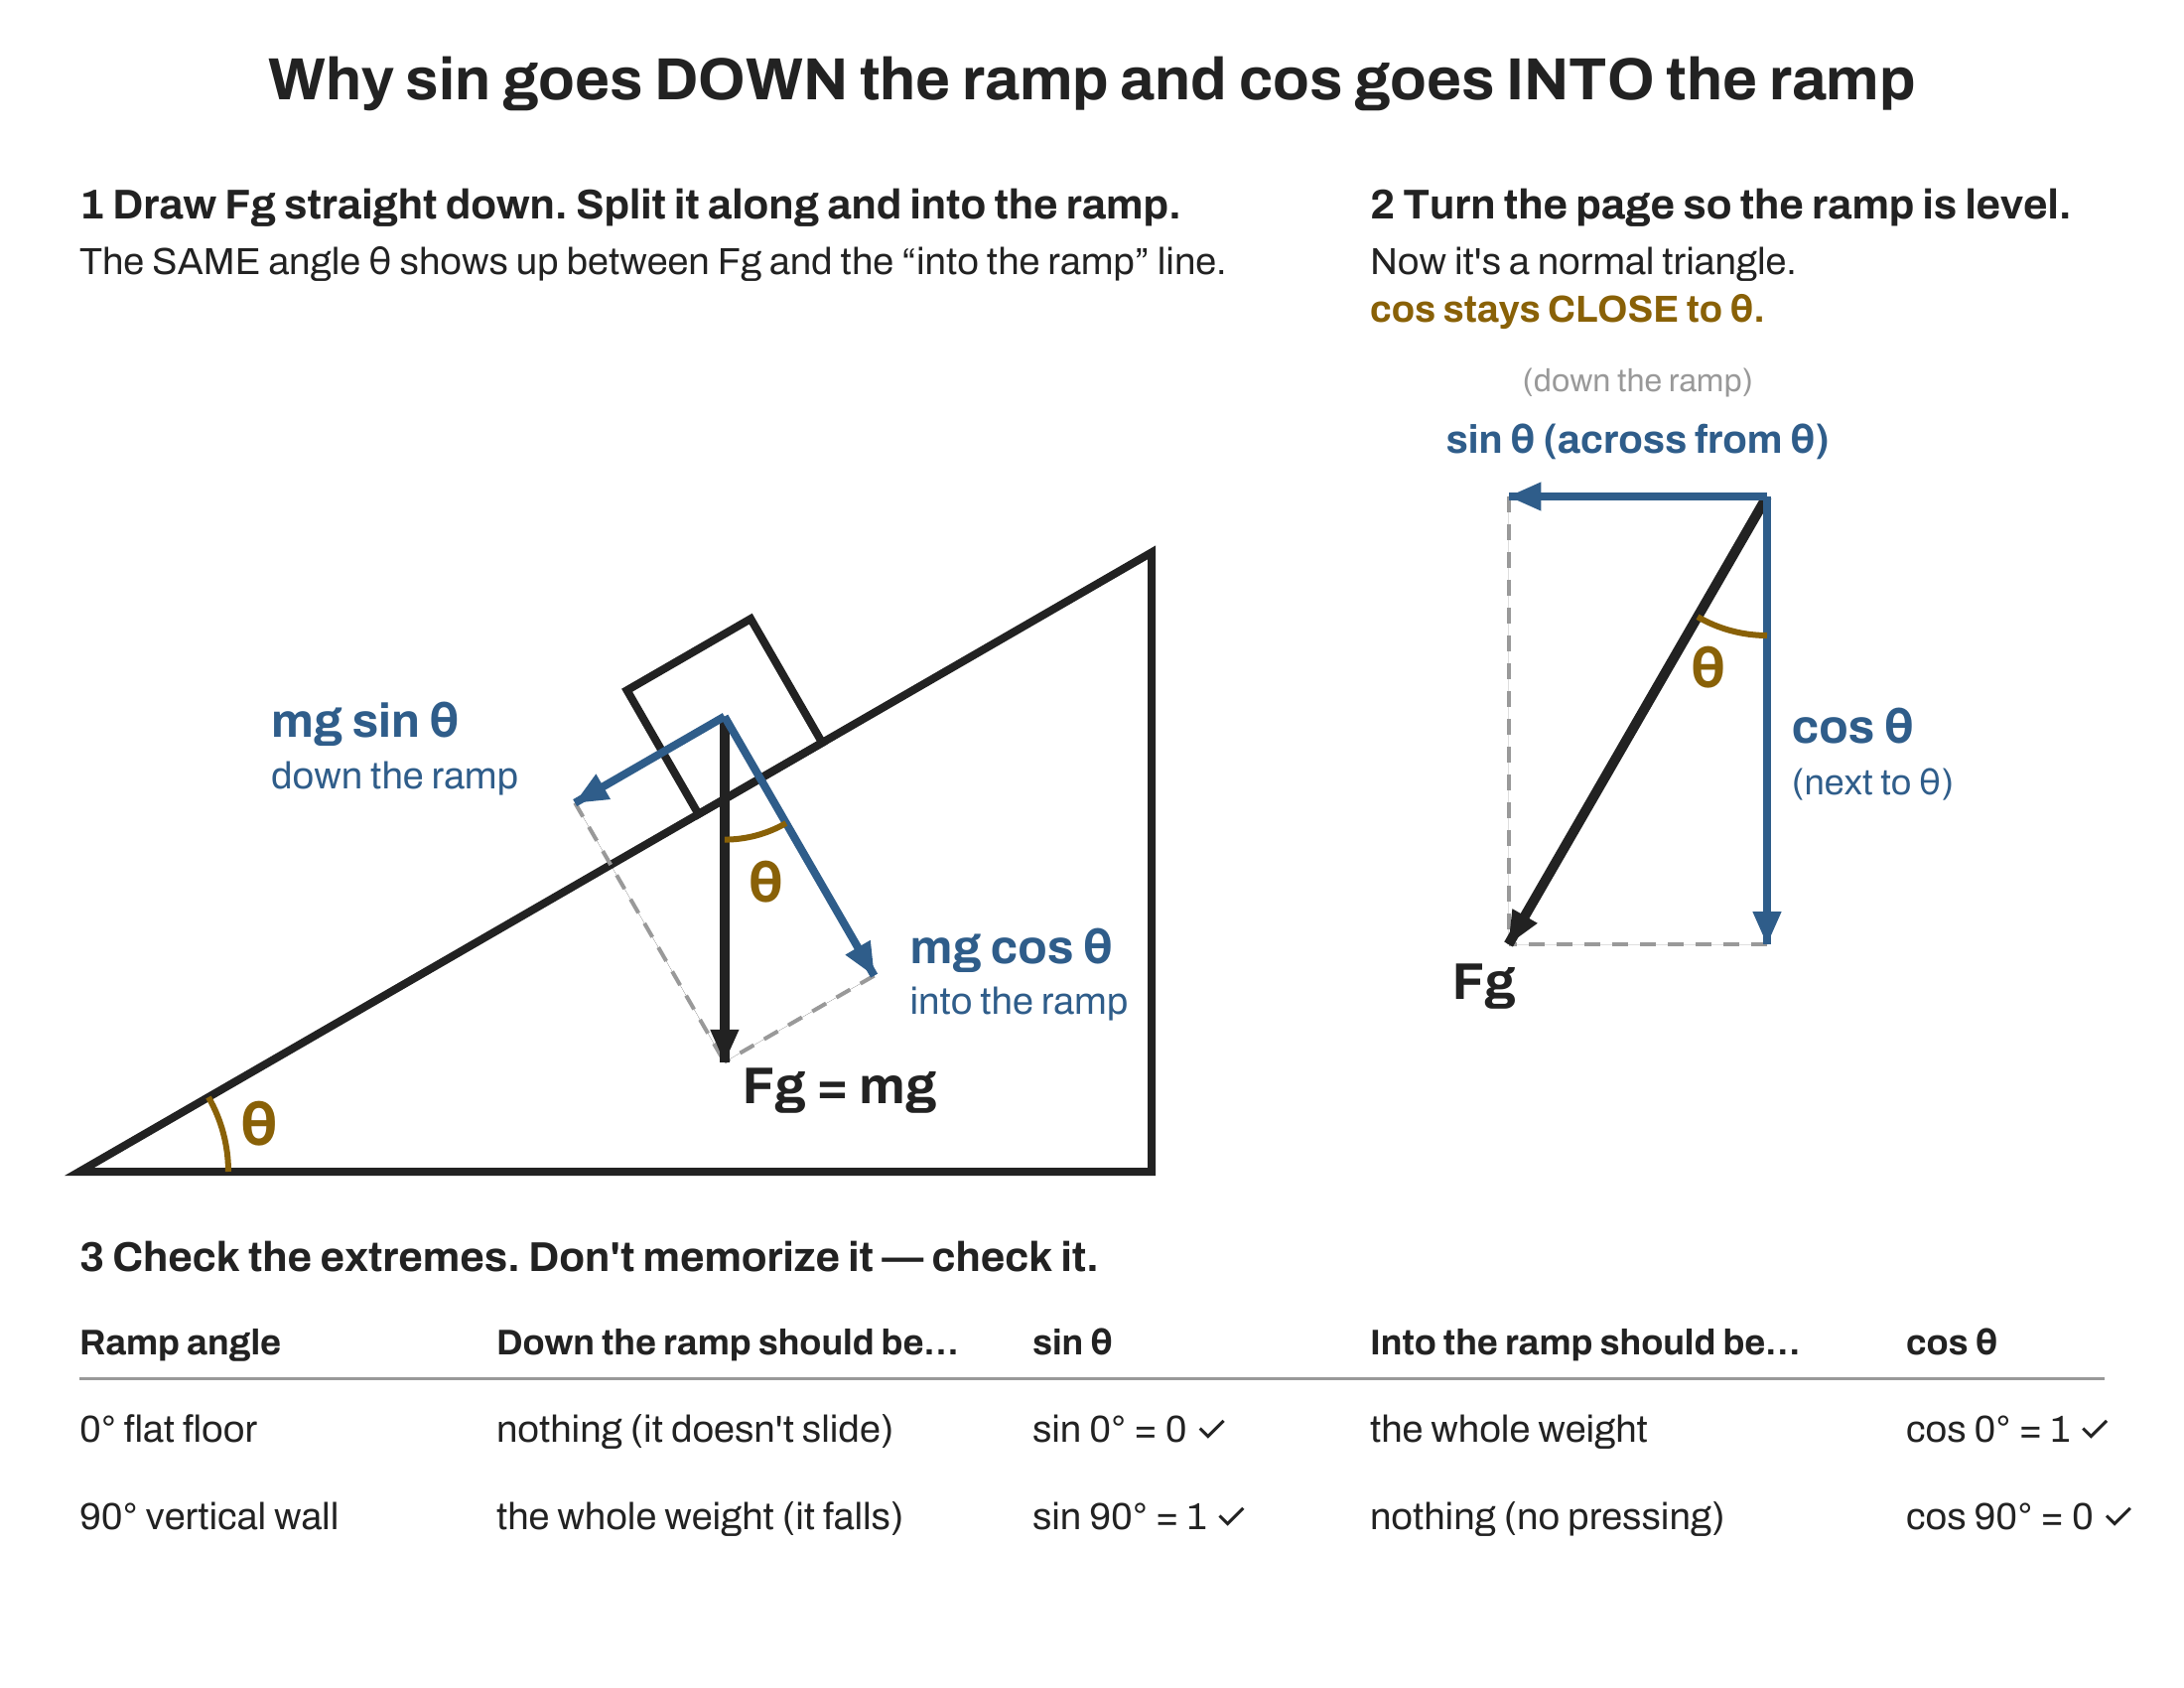 Why sin goes DOWN the ramp and cos goes INTO the ramp
1 Draw Fg straight down. Split it along and into the ramp.
The SAME angle θ shows up between Fg and the “into the ramp” line.
mg sin θ
down the ramp
θ
mg cos θ
into the ramp
Fg = mg
θ
2 Turn the page so the ramp is level.
Now it's a normal triangle.
cos stays CLOSE to θ.
(down the ramp)
sin θ (across from θ)
θ
cos θ
(next to θ)
Fg
3 Check the extremes. Don't memorize it — check it.
Ramp angle Down the ramp should be… sin θ Into the ramp should be… cos θ
0° flat floor nothing (it doesn't slide) sin 0° = 0 ✓ the whole weight cos 0° = 1 ✓
90° vertical wall the whole weight (it falls) sin 90° = 1 ✓ nothing (no pressing) cos 90° = 0 ✓